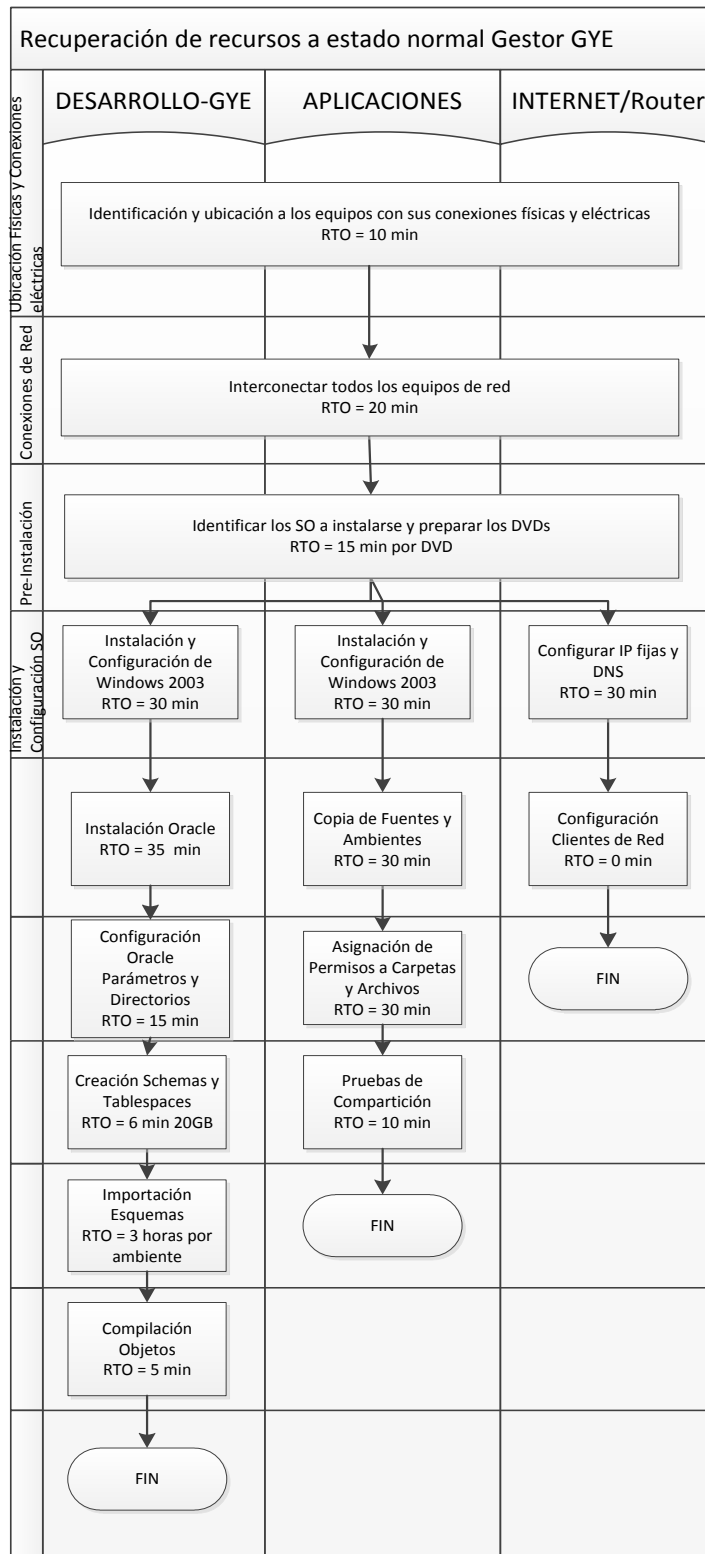 Recuperación de recursos a estado normal Gestor GYE
DESARROLLO-GYE
APLICACIONES
INTERNET/Router
Ubicación Físicas y Conexiones
eléctricas
Identificación y ubicación a los equipos con sus conexiones físicas y eléctricas
RTO = 10 min
Conexiones de Red
Interconectar todos los equipos de red
RTO = 20 min
Pre-Instalación
Identificar los SO a instalarse y preparar los DVDs
RTO = 15 min por DVD
Instalación y
Configuración SO
Instalación y
Configuración de
Windows 2003
RTO = 30 min
Instalación y
Configuración de
Windows 2003
RTO = 30 min
Configurar IP fijas y
DNS
RTO = 30 min
Instalación Oracle
RTO = 35 min
Copia de Fuentes y
Ambientes
RTO = 30 min
Configuración
Clientes de Red
RTO = 0 min
Configuración
Oracle
Parámetros y
Directorios
RTO = 15 min
Asignación de
Permisos a Carpetas
y Archivos
RTO = 30 min
FIN
Creación Schemas y
Tablespaces
RTO = 6 min 20GB
Pruebas de
Compartición
RTO = 10 min
Importación
Esquemas
RTO = 3 horas por
ambiente
FIN
Compilación
Objetos
RTO = 5 min
FIN